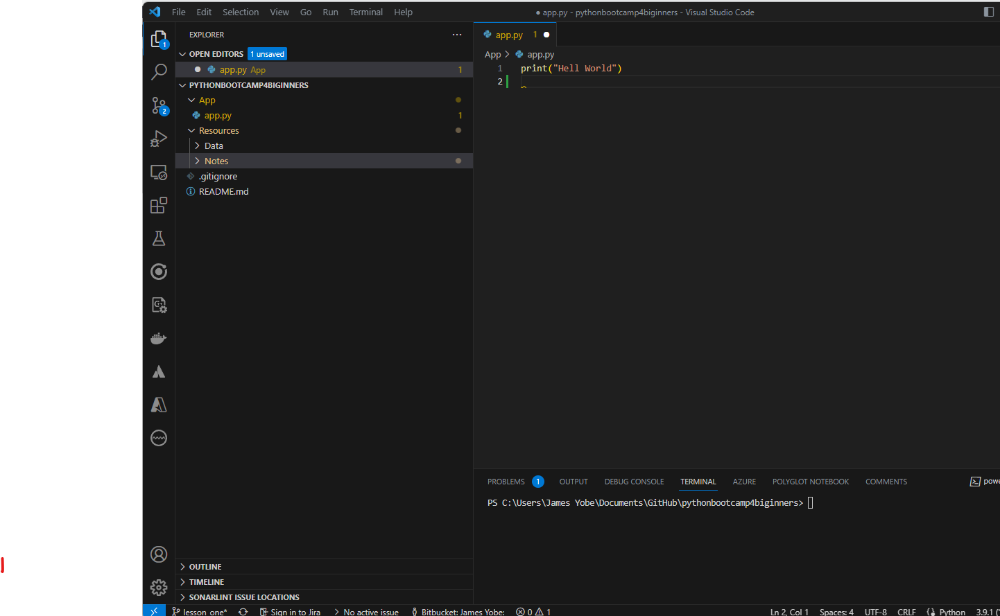 File Edit Selection View Go Run Terminal Help
● app.py - pythonbootcamp4biginners - Visual Studio Code
EXPLORER
OPEN EDITORS 1 unsaved
app.py App 1
PYTHONBOOTCAMP4BIGINNERS
App
app.py 1
Resources
Data
Notes
.gitignore
README.md
OUTLINE
TIMELINE
SONARLINT ISSUE LOCATIONS
1
2
app.py 1
App > app.py
1 print("Hell World")
2
PROBLEMS 1 OUTPUT DEBUG CONSOLE TERMINAL AZURE POLYGLOT NOTEBOOK COMMENTS
PS C:\Users\James Yobe\Documents\GitHub\pythonbootcamp4biginners>
lesson_one* Sign in to Jira No active issue Bitbucket: James Yobe: 0 1 Ln 2, Col 1 Spaces: 4 UTF-8 CRLF Python 3.9.1 ('